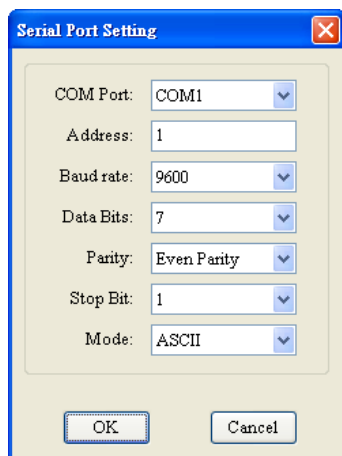 Serial Port Setting
COM Port: COM1
Address: 1
Baud rate: 9600
Data Bits: 7
Parity: Even Parity
Stop Bit: 1
Mode: ASCII
OK Cancel